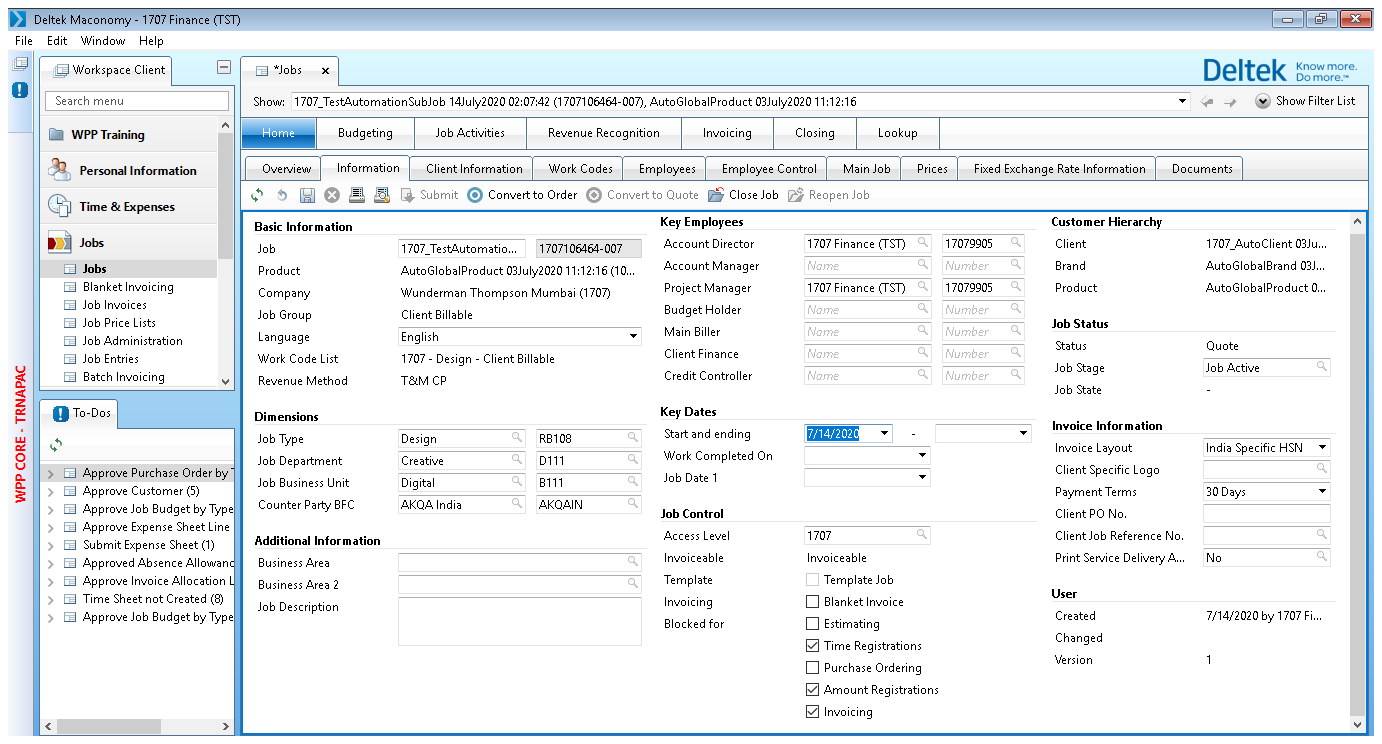 Deltek Maconomy - 1707 Finance (TST)
File Edit Window Help
Workspace Client
Search menu
WPP Training
Personal Information
Time & Expenses
Jobs
Jobs
Blanket Invoicing
Job Invoices
Job Price Lists
Job Administration
Job Entries
Batch Invoicing
WPP CORE - TRNAPAC
To-Dos
Approve Purchase Order by T
Approve Customer (5)
Approve Job Budget by Type
Approve Expense Sheet Line
Submit Expense Sheet (1)
Approved Absence Allowanc
Approve Invoice Allocation L
Time Sheet not Created (8)
Approve Job Budget by Type
*Jobs
Deltek Know more. Do more.™
Show: 1707_TestAutomationSubJob 14July2020 02:07:42 (1707106464-007), AutoGlobalProduct 03July2020 11:12:16
Show Filter List
Home Budgeting Job Activities Revenue Recognition Invoicing Closing Lookup
Overview Information Client Information Work Codes Employees Employee Control Main Job Prices Fixed Exchange Rate Information Documents
Submit Convert to Order Convert to Quote Close Job Reopen Job
Basic Information
Job 1707_TestAutomatio... 1707106464-007
Product AutoGlobalProduct 03July2020 11:12:16 (10...
Company Wunderman Thompson Mumbai (1707)
Job Group Client Billable
Language English
Work Code List 1707 - Design - Client Billable
Revenue Method T&M CP
Dimensions
Job Type Design RB108
Job Department Creative D111
Job Business Unit Digital B111
Counter Party BFC AKQA India AKQAIN
Additional Information
Business Area
Business Area 2
Job Description
Key Employees
Account Director 1707 Finance (TST) 17079905
Account Manager Name Number
Project Manager 1707 Finance (TST) 17079905
Budget Holder Name Number
Main Biller Name Number
Client Finance Name Number
Credit Controller Name Number
Key Dates
Start and ending 7/14/2020 -
Work Completed On
Job Date 1
Job Control
Access Level 1707
Invoiceable Invoiceable
Template Template Job
Invoicing Blanket Invoice
Blocked for Estimating
Time Registrations
Purchase Ordering
Amount Registrations
Invoicing
Customer Hierarchy
Client 1707_AutoClient 03Ju...
Brand AutoGlobalBrand 03J...
Product AutoGlobalProduct 0...
Job Status
Status Quote
Job Stage Job Active
Job State -
Invoice Information
Invoice Layout India Specific HSN
Client Specific Logo
Payment Terms 30 Days
Client PO No.
Client Job Reference No.
Print Service Delivery A... No
User
Created 7/14/2020 by 1707 Fi...
Changed
Version 1